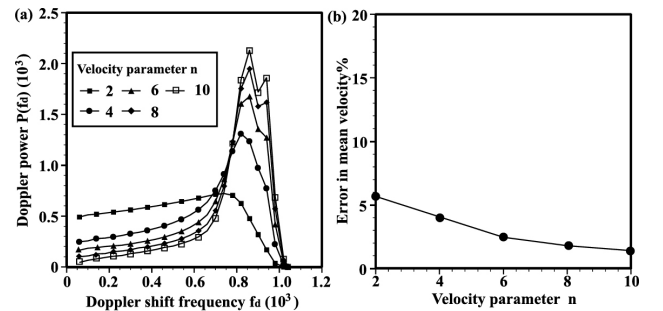 (a)
2.5
2.0
1.5
1.0
0.5
0
0 0.2 0.4 0.6 0.8 1.0 1.2
Doppler power P(fd) (10³)
Doppler shift frequency fd (10³)
Velocity parameter n
2 6 10
4 8
(b)
20
15
10
5
0
2 4 6 8 10
Error in mean velocity%
Velocity parameter n